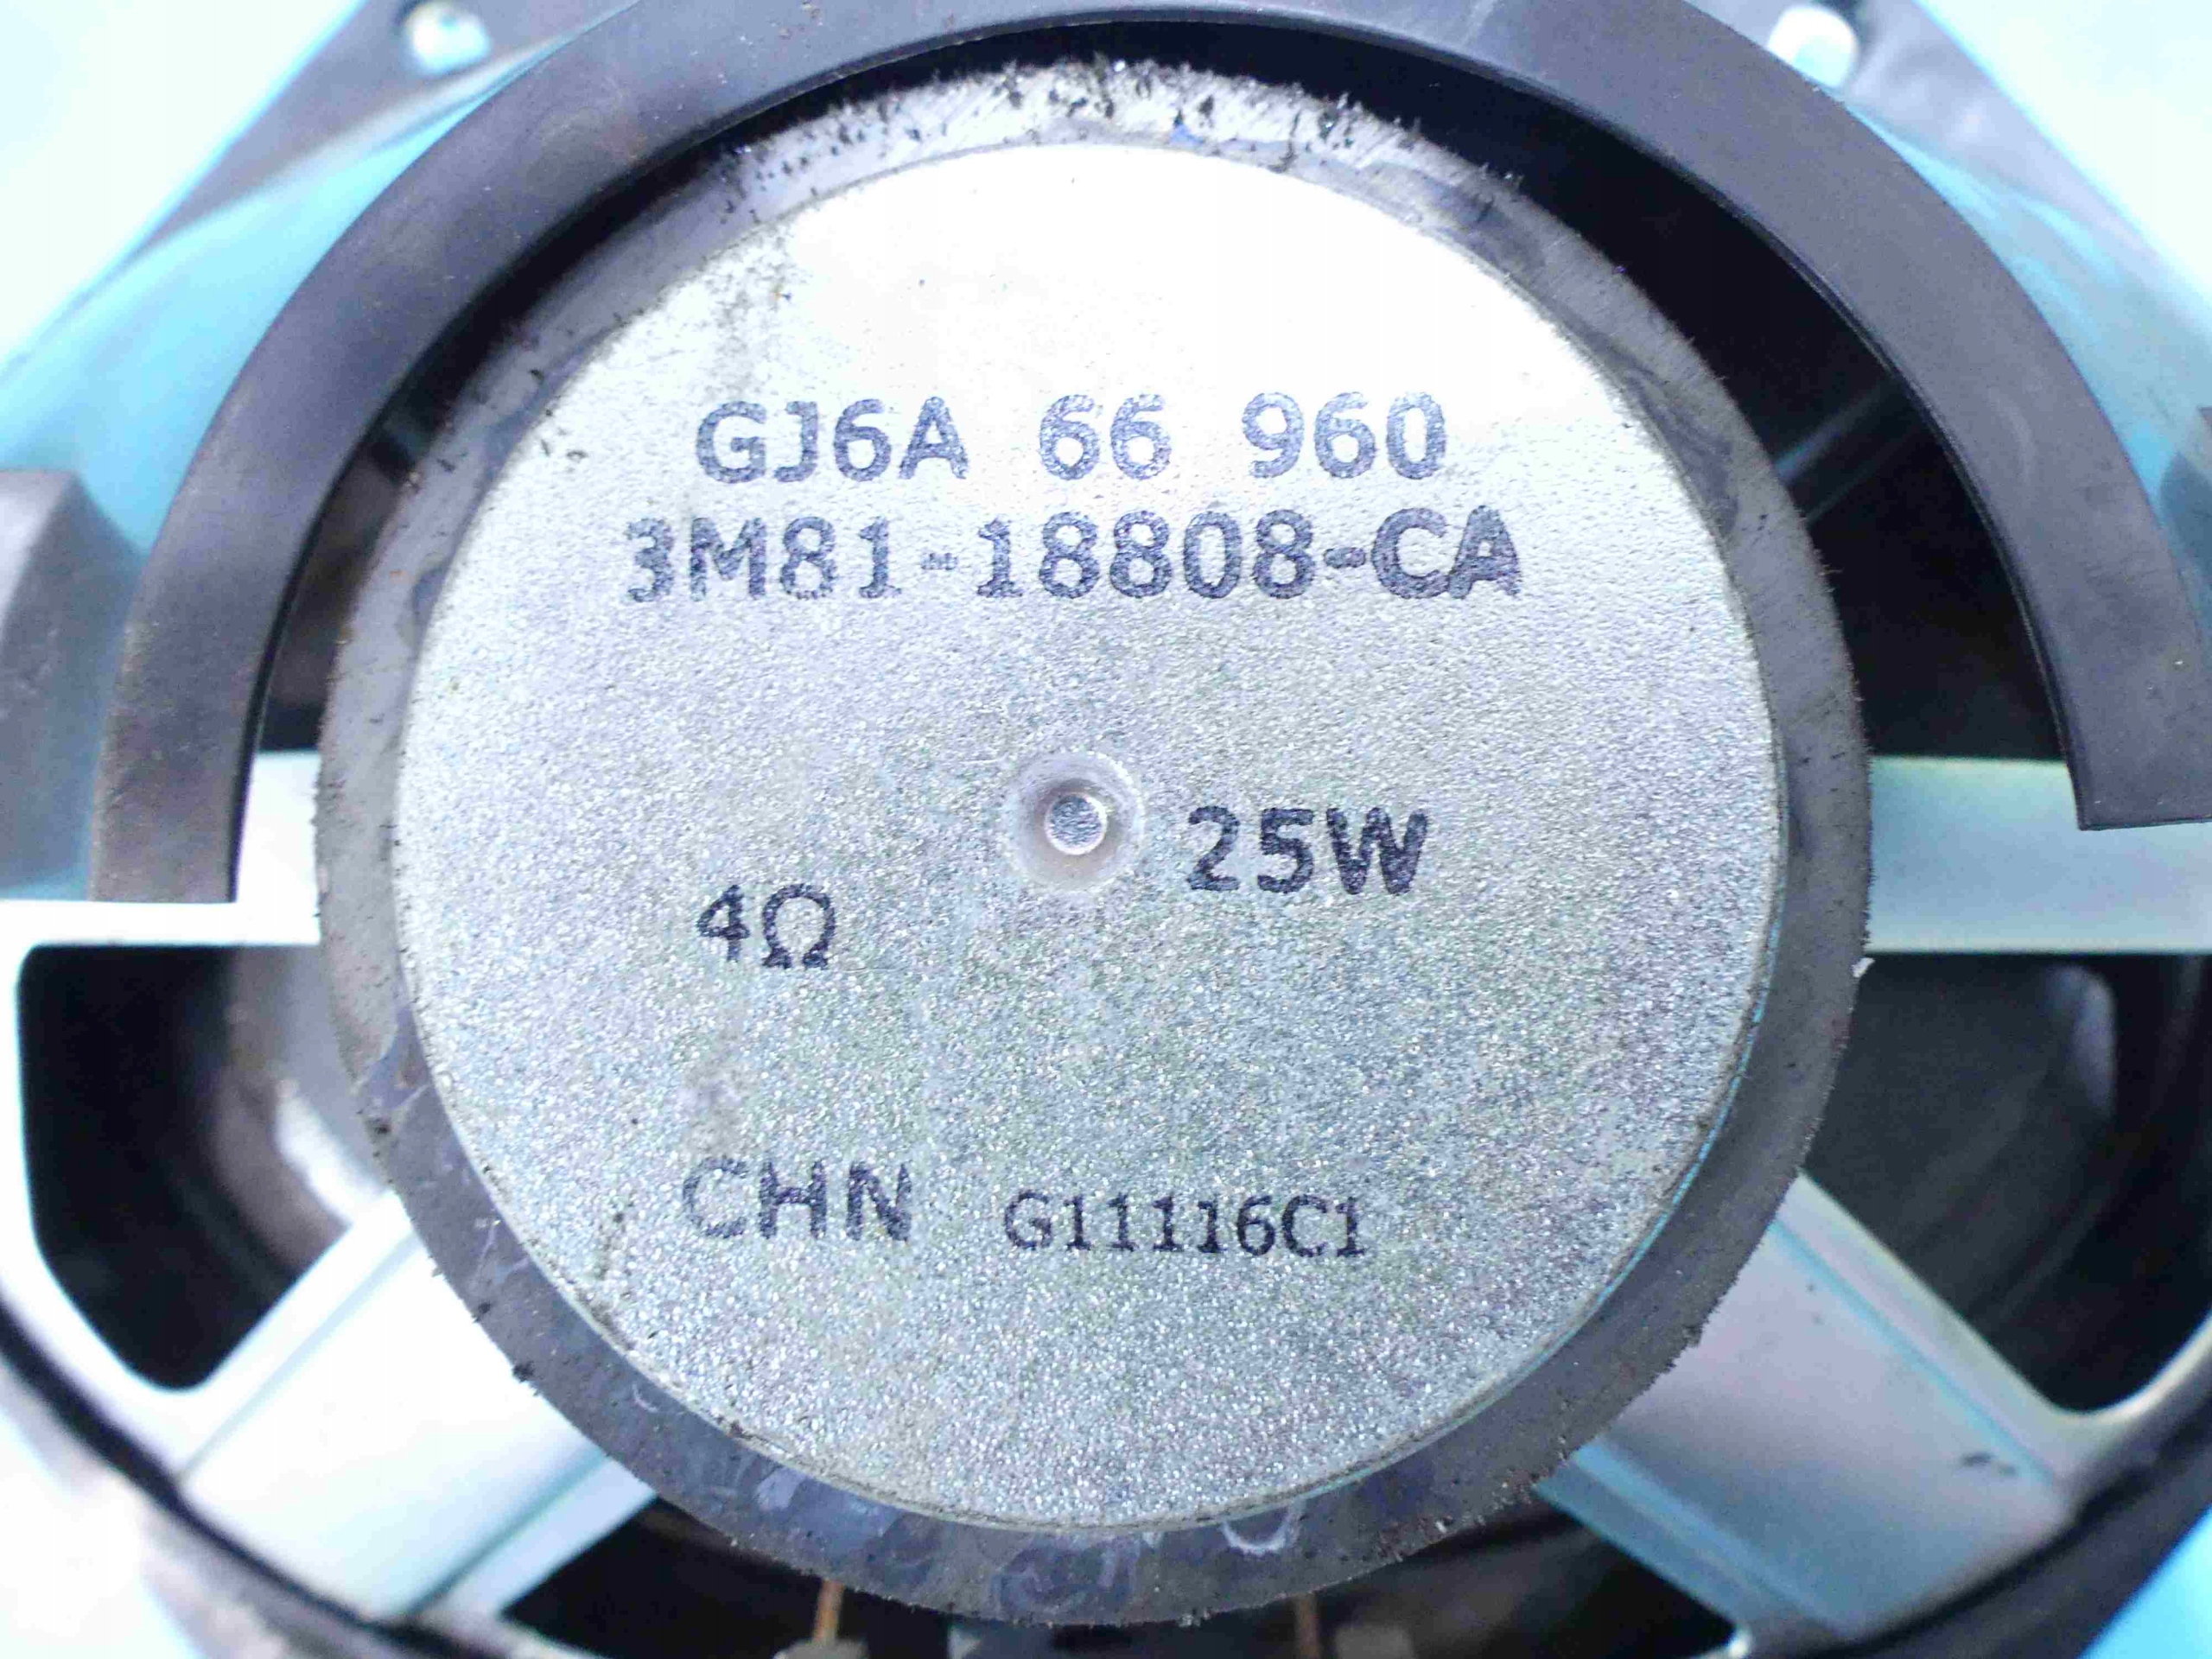 GJ6A 66 960
3M81-18808-CA
25W
4Ω
CHN G11116C1